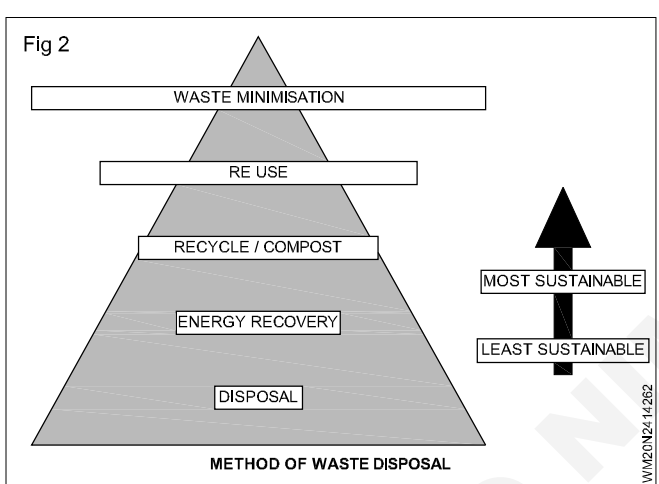 Fig 2
WASTE MINIMISATION
RE USE
RECYCLE / COMPOST
ENERGY RECOVERY
DISPOSAL
MOST SUSTAINABLE
LEAST SUSTAINABLE
METHOD OF WASTE DISPOSAL
WM20N2414262